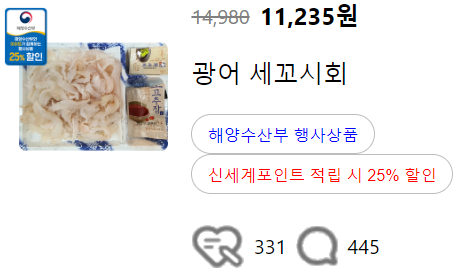 해양수산부
25% 할인
14,980 11,235원
광어 세꼬시회
해양수산부 행사상품
신세계포인트 적립 시 25% 할인
331 445